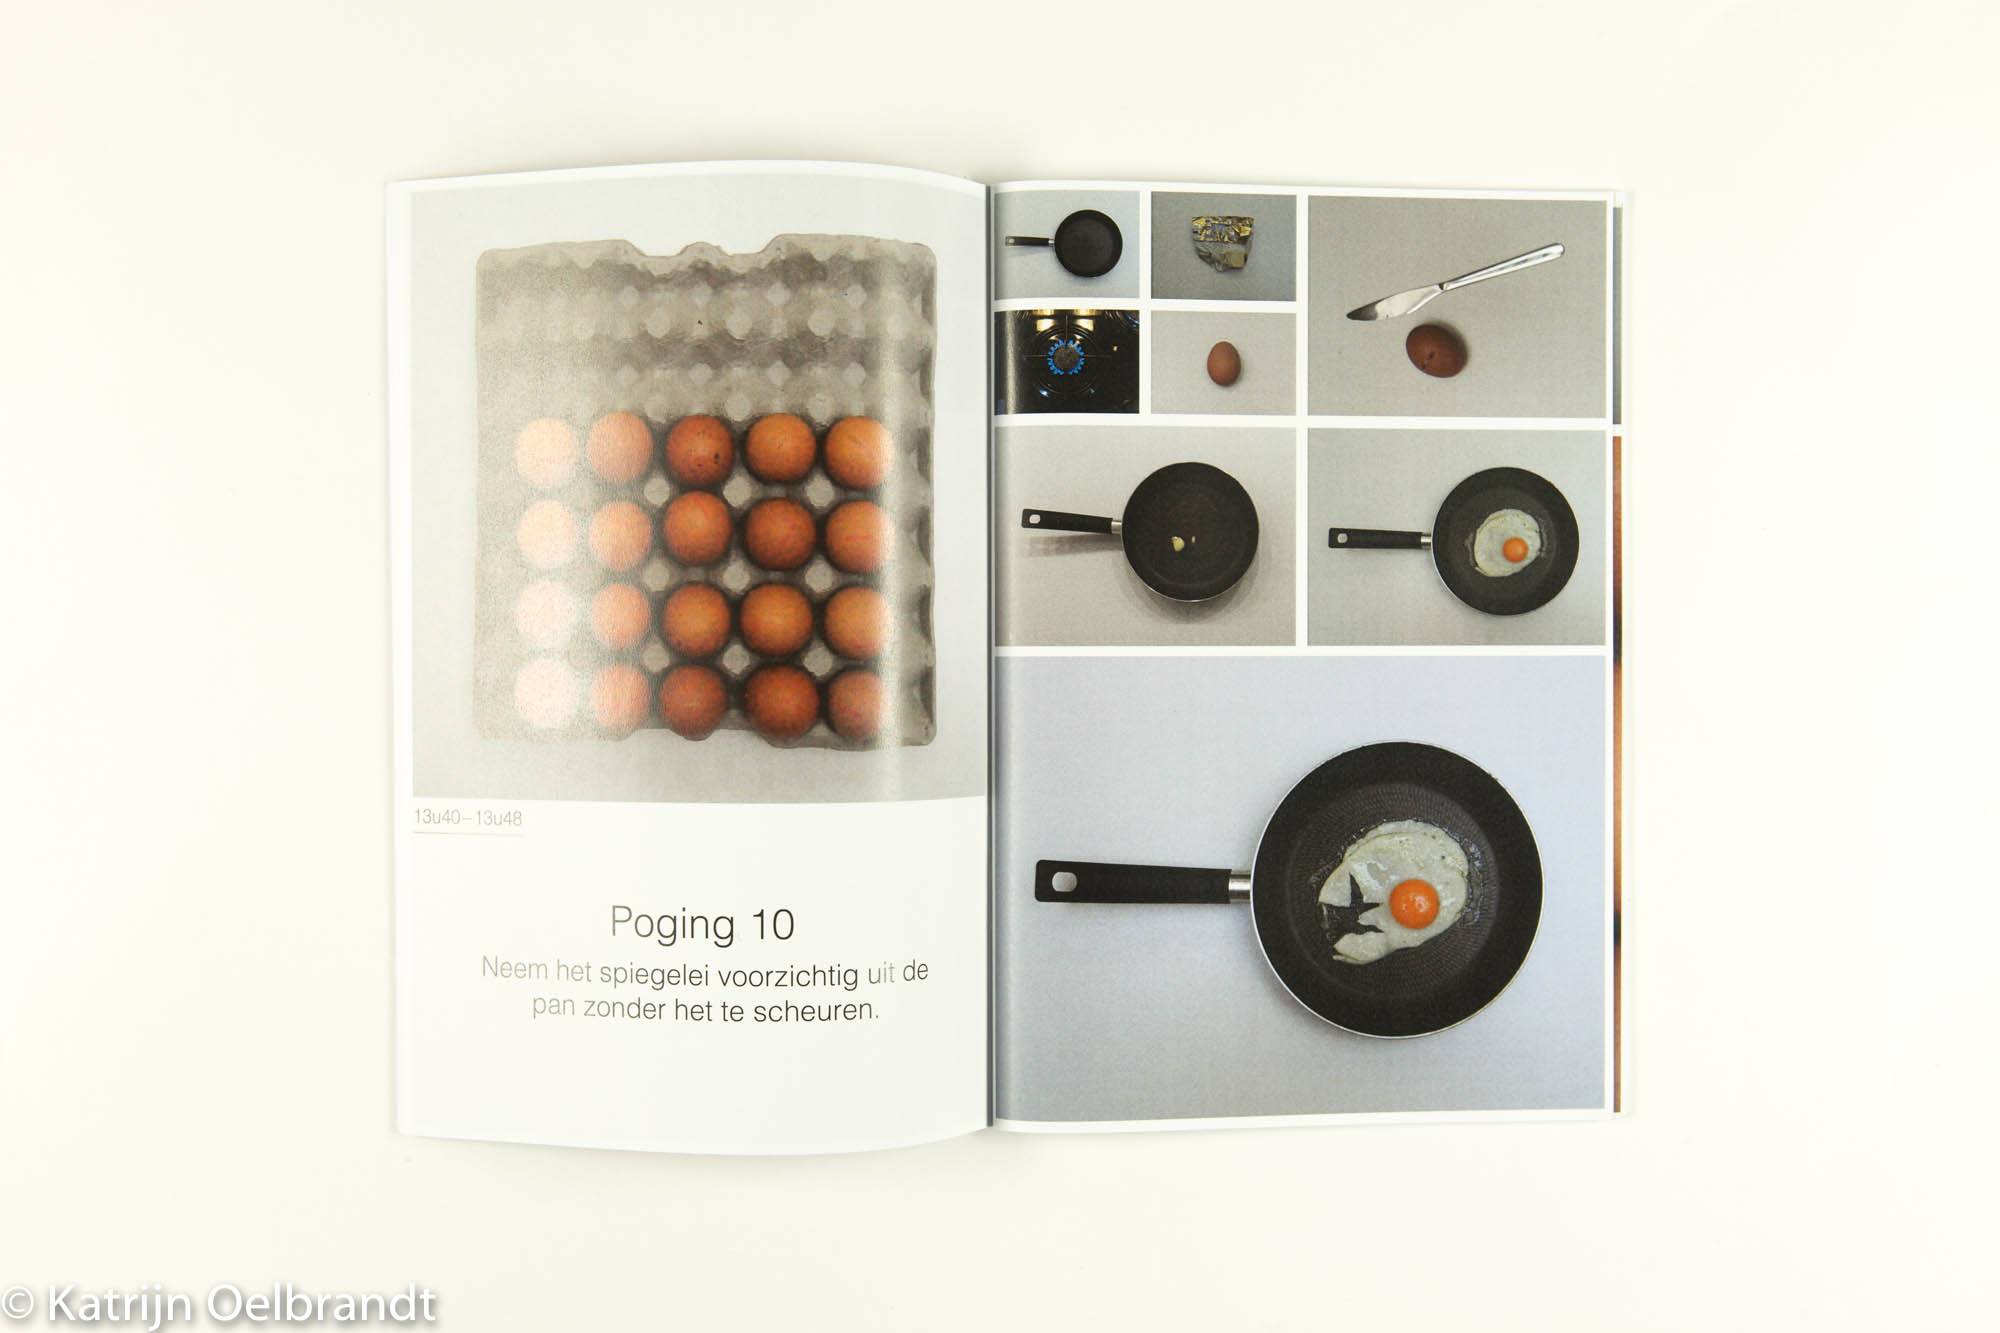 13u40–13u48
Poging 10
Neem het spiegelei voorzichtig uit de
pan zonder het te scheuren.
© Katrijn Oelbrandt